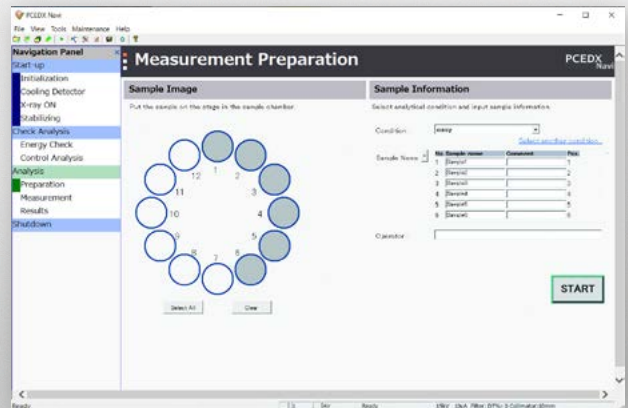 PCEDX Navi
File View Tools Maintenance Help
Navigation Panel
Start-up
Initialization
Cooling Detector
X-ray ON
Stabilizing
Check Analysis
Energy Check
Control Analysis
Analysis
Preparation
Measurement
Results
Shutdown
Measurement Preparation
PCEDX
Navi
Sample Image
Put the sample on the stage in the sample chamber.
12 1 2 3 4 5 6 7 8 9 10 11
Select All
Clear
Sample Information
Select analytical condition and input sample information.
Condition
easy
Select another condition...
Sample Name
No. Sample name Comment Pos.
1 Sample1 1
2 Sample2 2
3 Sample3 3
4 Sample4 4
5 Sample5 5
6 Sample6 6
Operator
START
Ready
Ready